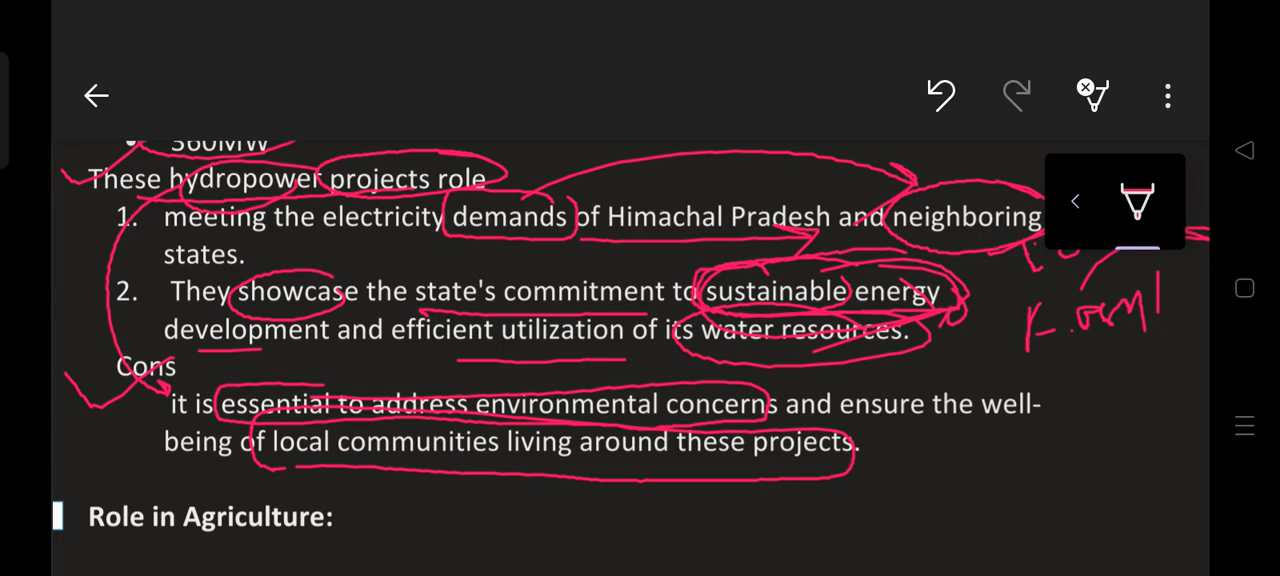 360MW
These hydropower projects role
1. meeting the electricity demands of Himachal Pradesh and neighboring
states.
2. They showcase the state's commitment to sustainable energy
development and efficient utilization of its water resources.
Cons
it is essential to address environmental concerns and ensure the well-
being of local communities living around these projects.
Role in Agriculture: